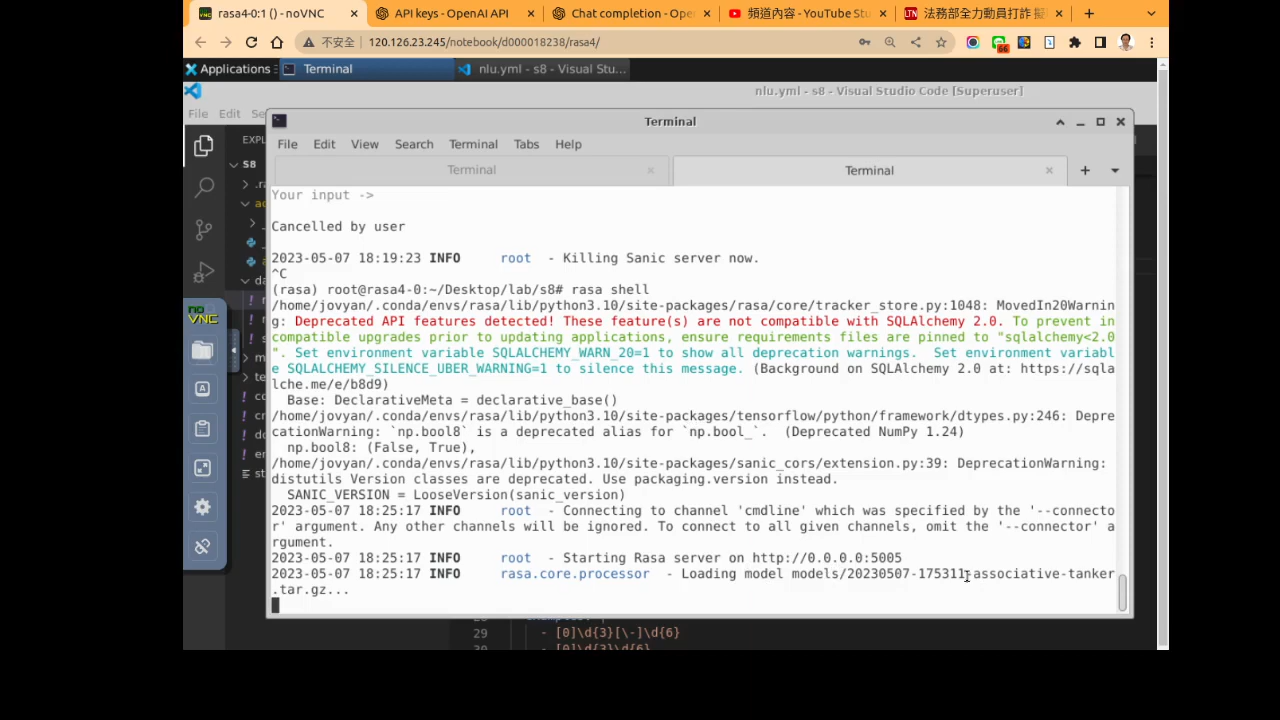 rasa4-0:1 () - noVNC
API keys - OpenAI API
Chat completion - Ope
頻道內容 - YouTube Stu
LTN 法務部全力動員打詐 擬
不安全 120.126.23.245/notebook/d000018238/rasa4/
66
Applications
Terminal
nlu.yml - s8 - Visual Stu...
nlu.yml - s8 - Visual Studio Code [Superuser]
File Edit Se
Terminal
EXPL
File Edit View Search Terminal Tabs Help
S8
Terminal
Terminal
Your input ->
Cancelled by user
2023-05-07 18:19:23 INFO root - Killing Sanic server now.
^C
(rasa) root@rasa4-0:~/Desktop/lab/s8# rasa shell
/home/jovyan/.conda/envs/rasa/lib/python3.10/site-packages/rasa/core/tracker_store.py:1048: MovedIn20Warnin
g: Deprecated API features detected! These feature(s) are not compatible with SQLAlchemy 2.0. To prevent in
compatible upgrades prior to updating applications, ensure requirements files are pinned to "sqlalchemy<2.0
". Set environment variable SQLALCHEMY_WARN_20=1 to show all deprecation warnings. Set environment variabl
e SQLALCHEMY_SILENCE_UBER_WARNING=1 to silence this message. (Background on SQLAlchemy 2.0 at: https://sqla
lche.me/e/b8d9)
Base: DeclarativeMeta = declarative_base()
/home/jovyan/.conda/envs/rasa/lib/python3.10/site-packages/tensorflow/python/framework/dtypes.py:246: Depre
cationWarning: `np.bool8` is a deprecated alias for `np.bool_`. (Deprecated NumPy 1.24)
np.bool8: (False, True),
/home/jovyan/.conda/envs/rasa/lib/python3.10/site-packages/sanic_cors/extension.py:39: DeprecationWarning:
distutils Version classes are deprecated. Use packaging.version instead.
SANIC_VERSION = LooseVersion(sanic_version)
2023-05-07 18:25:17 INFO root - Connecting to channel 'cmdline' which was specified by the '--connecto
r' argument. Any other channels will be ignored. To connect to all given channels, omit the '--connector' a
rgument.
2023-05-07 18:25:17 INFO root - Starting Rasa server on http://0.0.0.0:5005
2023-05-07 18:25:17 INFO rasa.core.processor - Loading model models/20230507-175311-associative-tanker
.tar.gz...
29 - [0]\d{3}[\-]\d{6}